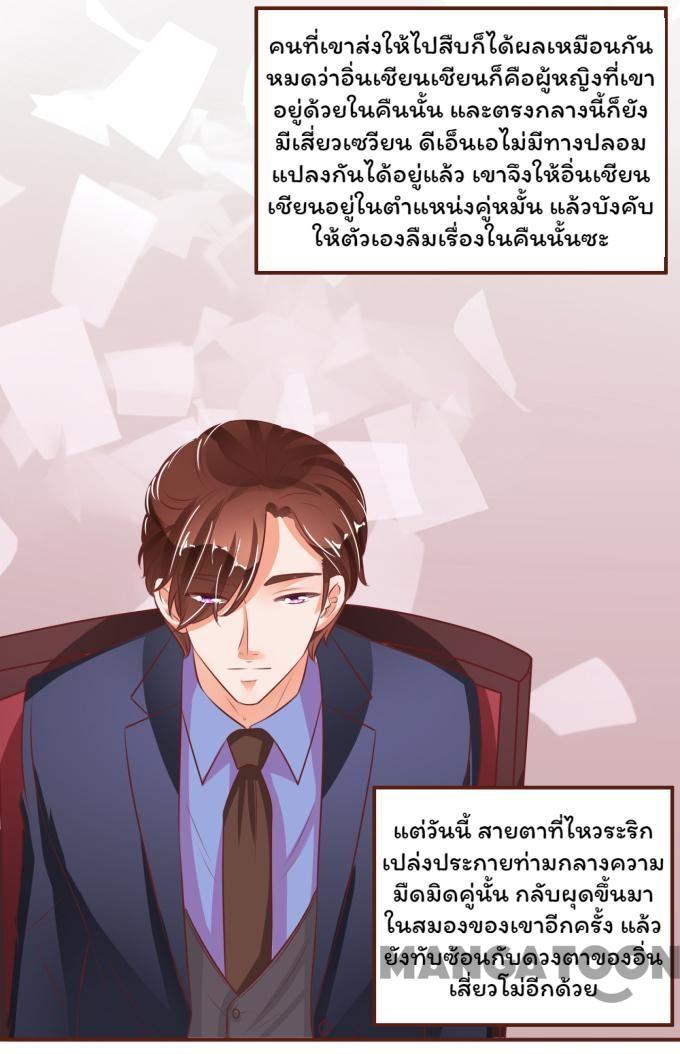 คนที่เขาส่งให้ไปสืบก็ได้ผลเหมือนกัน
หมดว่าอิ่นเชียนเชียนก็คือผู้หญิงที่เขา
อยู่ด้วยในคืนนั้น และตรงกลางนี้ก็ยัง
มีเสี่ยวเซวียน ดีเอ็นเอไม่มีทางปลอม
แปลงกันได้อยู่แล้ว เขาจึงให้อิ่นเชียน
เชียนอยู่ในตำแหน่งคู่หมั้น แล้วบังคับ
ให้ตัวเองลืมเรื่องในคืนนั้นซะ
แต่วันนี้ สายตาที่ไหวระริก
เปล่งประกายท่ามกลางความ
มืดมิดคู่นั้น กลับผุดขึ้นมา
ในสมองของเขาอีกครั้ง แล้ว
ยังทับซ้อนกับดวงตาของอิ่น
เสี่ยวโม่อีกด้วย
MANGATOON